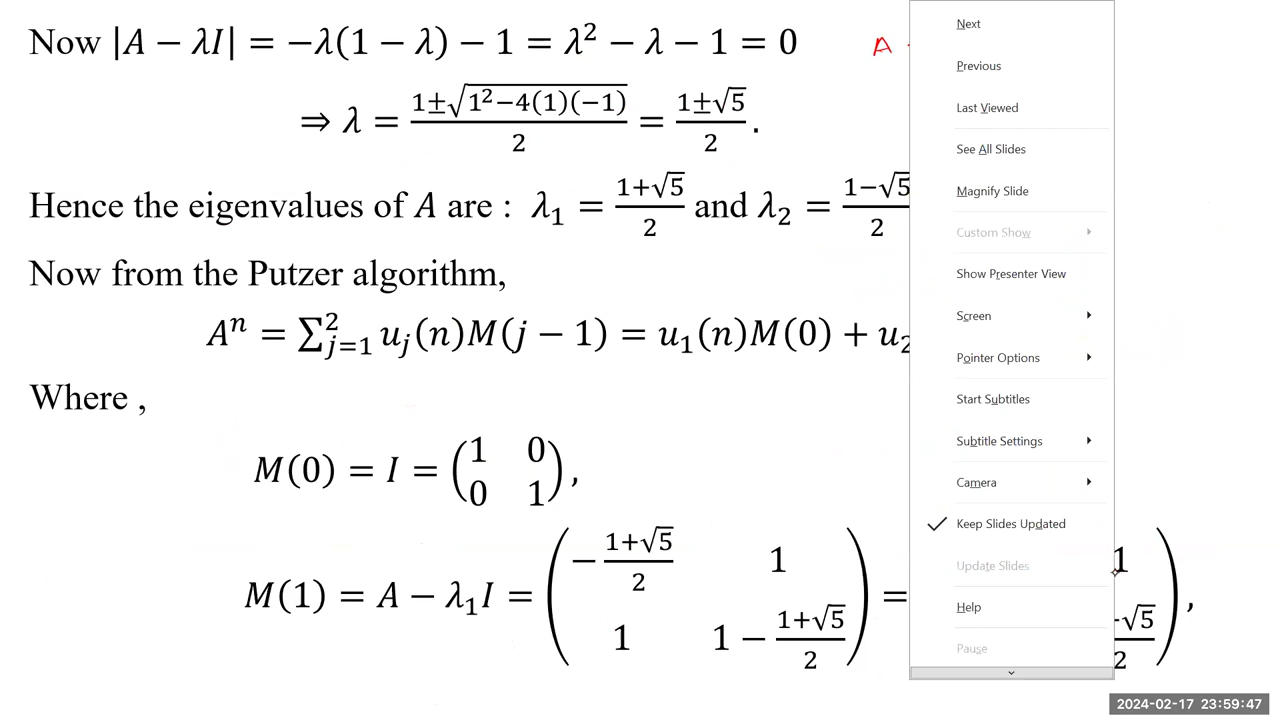 Now |A − λI| = −λ(1 − λ) − 1 = λ² − λ − 1 = 0 A
⇒ λ = (1±√(1²−4(1)(−1)))/2 = (1±√5)/2 .
Hence the eigenvalues of A are : λ₁ = (1+√5)/2 and λ₂ = (1−√5)/2
Now from the Putzer algorithm,
Aⁿ = ∑²ⱼ₌₁ uⱼ(n)M(j − 1) = u₁(n)M(0) + u₂
Where ,
M(0) = I = (1 0
0 1),
M(1) = A − λ₁I = (−(1+√5)/2 1
1 1 − (1+√5)/2) =
1
−√5
2 ,
Next
Previous
Last Viewed
See All Slides
Magnify Slide
Custom Show
Show Presenter View
Screen
Pointer Options
Start Subtitles
Subtitle Settings
Camera
Keep Slides Updated
Update Slides
Help
Pause
2024-02-17 23:59:47